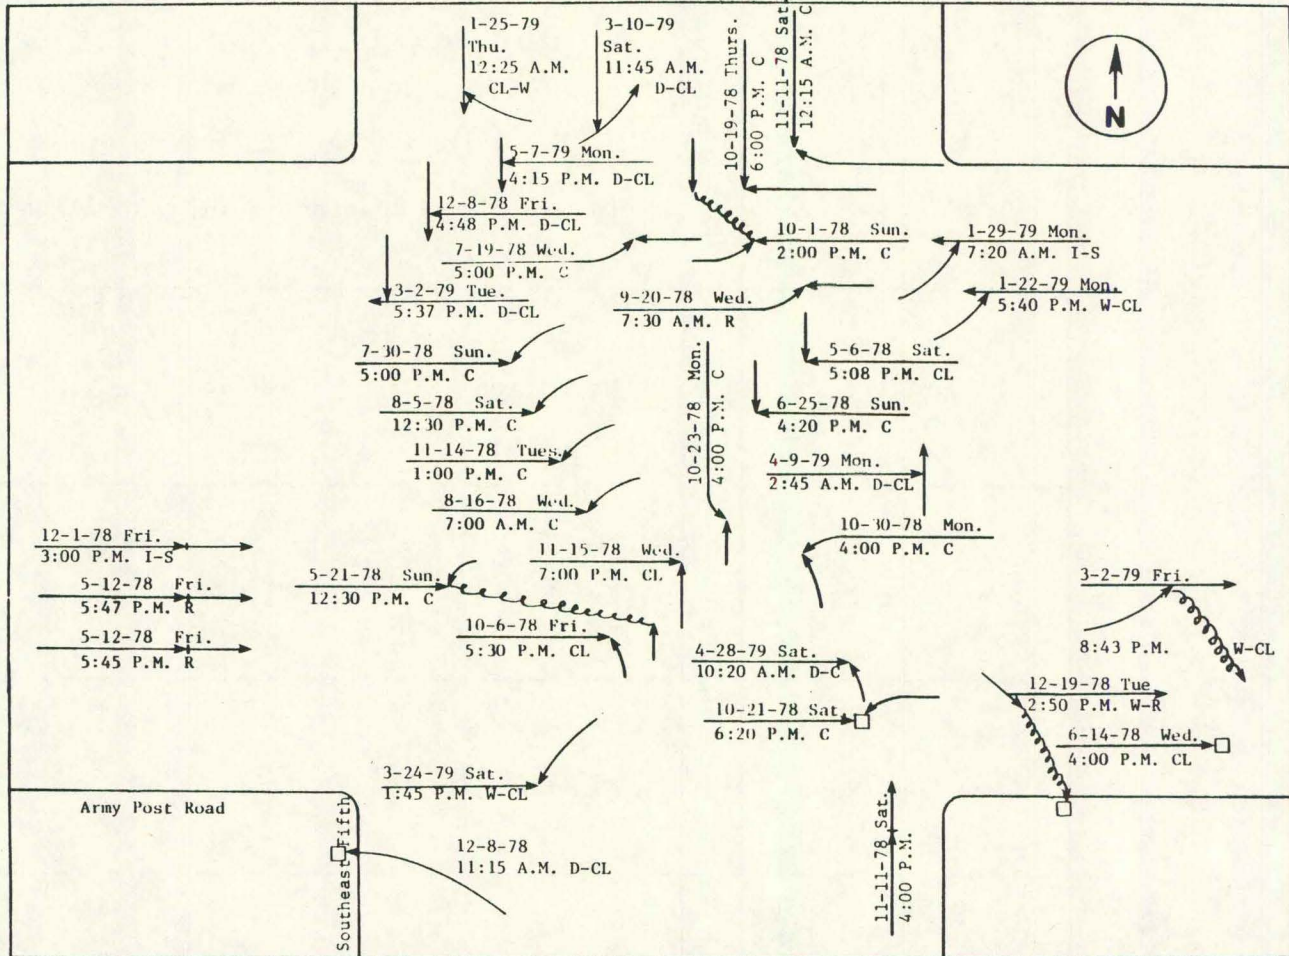 1-25-79
Thu.
12:25 A.M.
CL-W
3-10-79
Sat.
11:45 A.M.
D-CL
10-19-78 Thurs.
6:00 P.M. C
11-11-78 Sat.
12:15 A.M. C
N
5-7-79 Mon.
4:15 P.M. D-CL
12-8-78 Fri.
4:48 P.M. D-CL
7-19-78 Wed.
5:00 P.M. C
10-1-78 Sun.
2:00 P.M. C
1-29-79 Mon.
7:20 A.M. I-S
3-2-79 Tue.
5:37 P.M. D-CL
9-20-78 Wed.
7:30 A.M. R
1-22-79 Mon.
5:40 P.M. W-CL
7-30-78 Sun.
5:00 P.M. C
5-6-78 Sat.
5:08 P.M. CL
8-5-78 Sat.
12:30 P.M. C
10-23-78 Mon.
4:00 P.M. C
6-25-78 Sun.
4:20 P.M. C
11-14-78 Tues.
1:00 P.M. C
4-9-79 Mon.
2:45 A.M. D-CL
8-16-78 Wed.
7:00 A.M. C
10-30-78 Mon.
4:00 P.M. C
12-1-78 Fri.
3:00 P.M. I-S
11-15-78 Wed.
7:00 P.M. CL
5-12-78 Fri.
5:47 P.M. R
5-21-78 Sun.
12:30 P.M. C
3-2-79 Fri.
8:43 P.M. W-CL
5-12-78 Fri.
5:45 P.M. R
10-6-78 Fri.
5:30 P.M. CL
4-28-79 Sat.
10:20 A.M. D-C
12-19-78 Tue
2:50 P.M. W-R
10-21-78 Sat.
6:20 P.M. C
6-14-78 Wed.
4:00 P.M. CL
3-24-79 Sat.
1:45 P.M. W-CL
Army Post Road
Southeast Fifth
12-8-78
11:15 A.M. D-CL
11-11-78 Sat.
4:00 P.M.